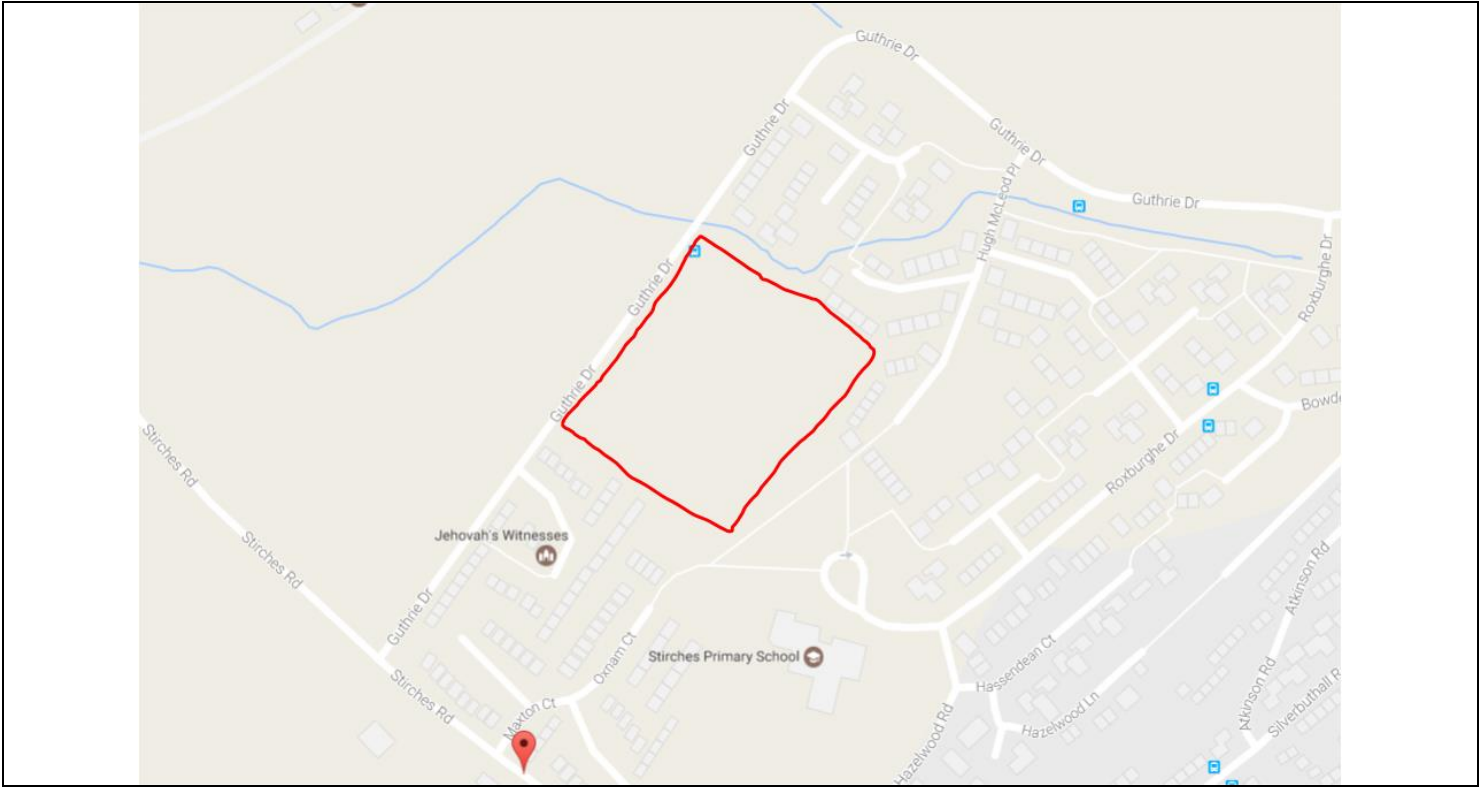 Guthrie Dr
Guthrie Dr
Guthrie Dr
Hugh McLeod Pl
Guthrie Dr
Roxburghe Dr
Guthrie Dr
Guthrie Dr
Stirches Rd
Bowde
Roxburghe Dr
Jehovah's Witnesses
Stirches Rd
Atkinson Rd
Guthrie Dr
Oxnam Ct
Stirches Primary School
Hassendean Ct
Stirches Rd
Maxton Ct
Hazelwood Rd
Hazelwood Ln
Atkinson Rd
Silverbuthall R